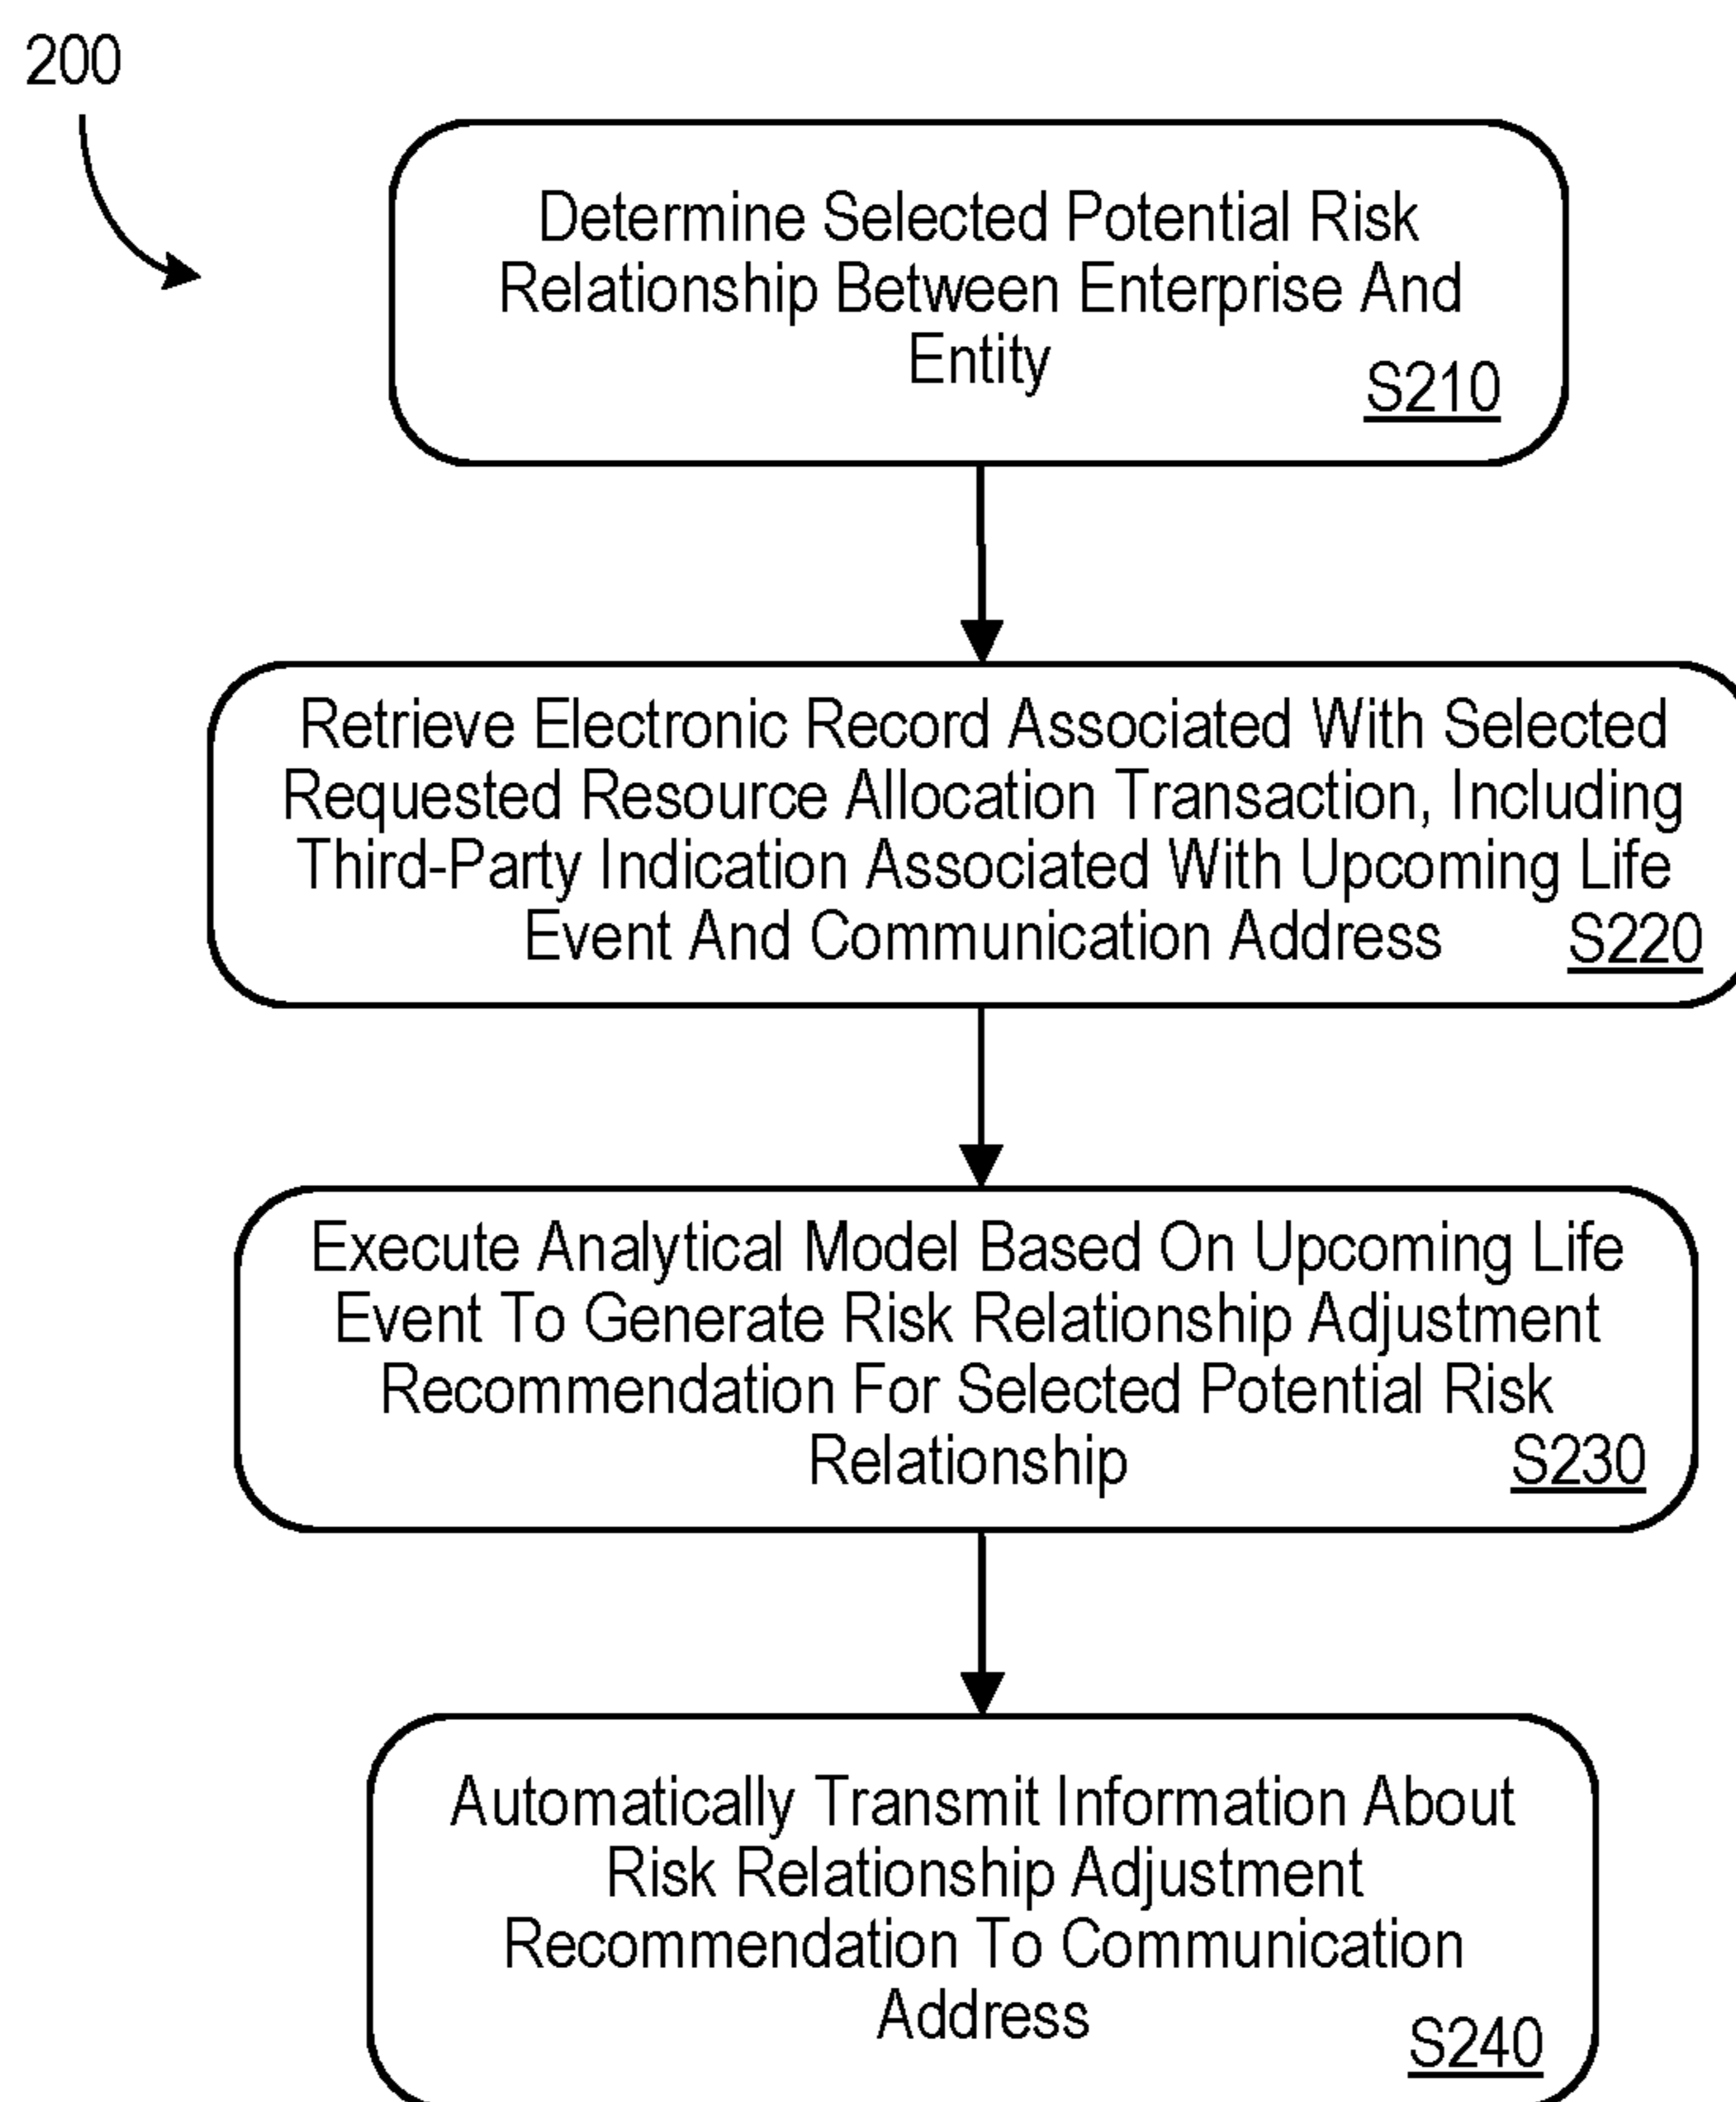 200
Determine Selected Potential Risk
Relationship Between Enterprise And
Entity
S210
Retrieve Electronic Record Associated With Selected
Requested Resource Allocation Transaction, Including
Third-Party Indication Associated With Upcoming Life
Event And Communication Address
S220
Execute Analytical Model Based On Upcoming Life
Event To Generate Risk Relationship Adjustment
Recommendation For Selected Potential Risk
Relationship
S230
Automatically Transmit Information About
Risk Relationship Adjustment
Recommendation To Communication
Address
S240